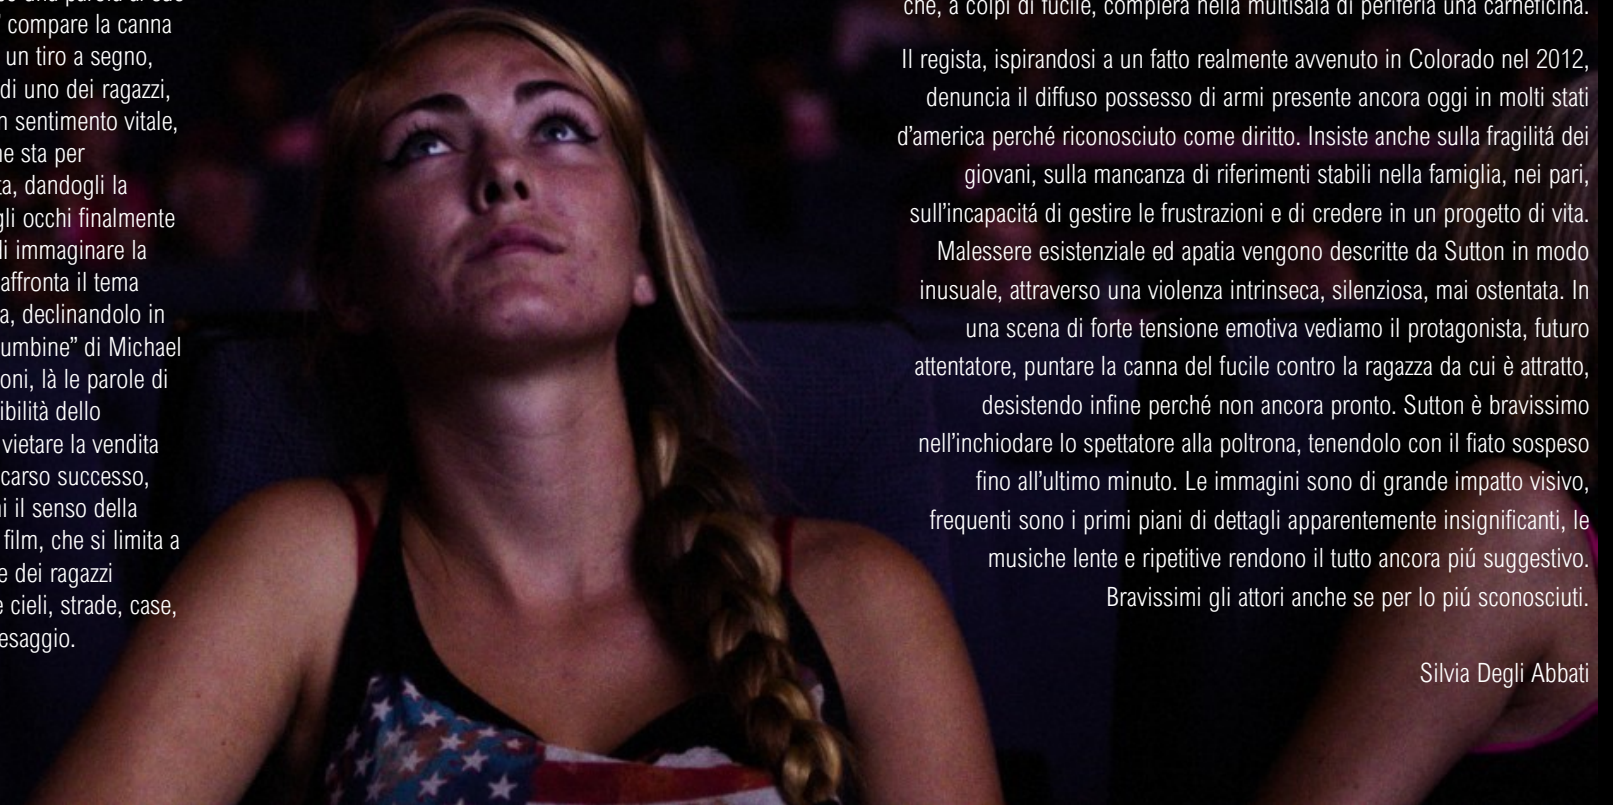 compare la canna
un tiro a segno,
di uno dei ragazzi,
sentimento vitale,
sta per
dandogli la
gli occhi finalmente
di immaginare la
affronta il tema
declinandolo in
di Michael
là le parole di
dello
vietare la vendita
successo,
il senso della
film, che si limita a
dei ragazzi
cieli, strade, case,
che, a colpi di fucile, compierà nella multisala di periferia una carneficina.
Il regista, ispirandosi a un fatto realmente avvenuto in Colorado nel 2012,
denuncia il diffuso possesso di armi presente ancora oggi in molti stati
d'america perché riconosciuto come diritto. Insiste anche sulla fragilitá dei
giovani, sulla mancanza di riferimenti stabili nella famiglia, nei pari,
sull'incapacitá di gestire le frustrazioni e di credere in un progetto di vita.
Malessere esistenziale ed apatia vengono descritte da Sutton in modo
inusuale, attraverso una violenza intrinseca, silenziosa, mai ostentata. In
una scena di forte tensione emotiva vediamo il protagonista, futuro
attentatore, puntare la canna del fucile contro la ragazza da cui è attratto,
desistendo infine perché non ancora pronto. Sutton è bravissimo
nell'inchiodare lo spettatore alla poltrona, tenendolo con il fiato sospeso
fino all'ultimo minuto. Le immagini sono di grande impatto visivo,
frequenti sono i primi piani di dettagli apparentemente insignificanti, le
musiche lente e ripetitive rendono il tutto ancora piú suggestivo.
Bravissimi gli attori anche se per lo piú sconosciuti.
Silvia Degli Abbati